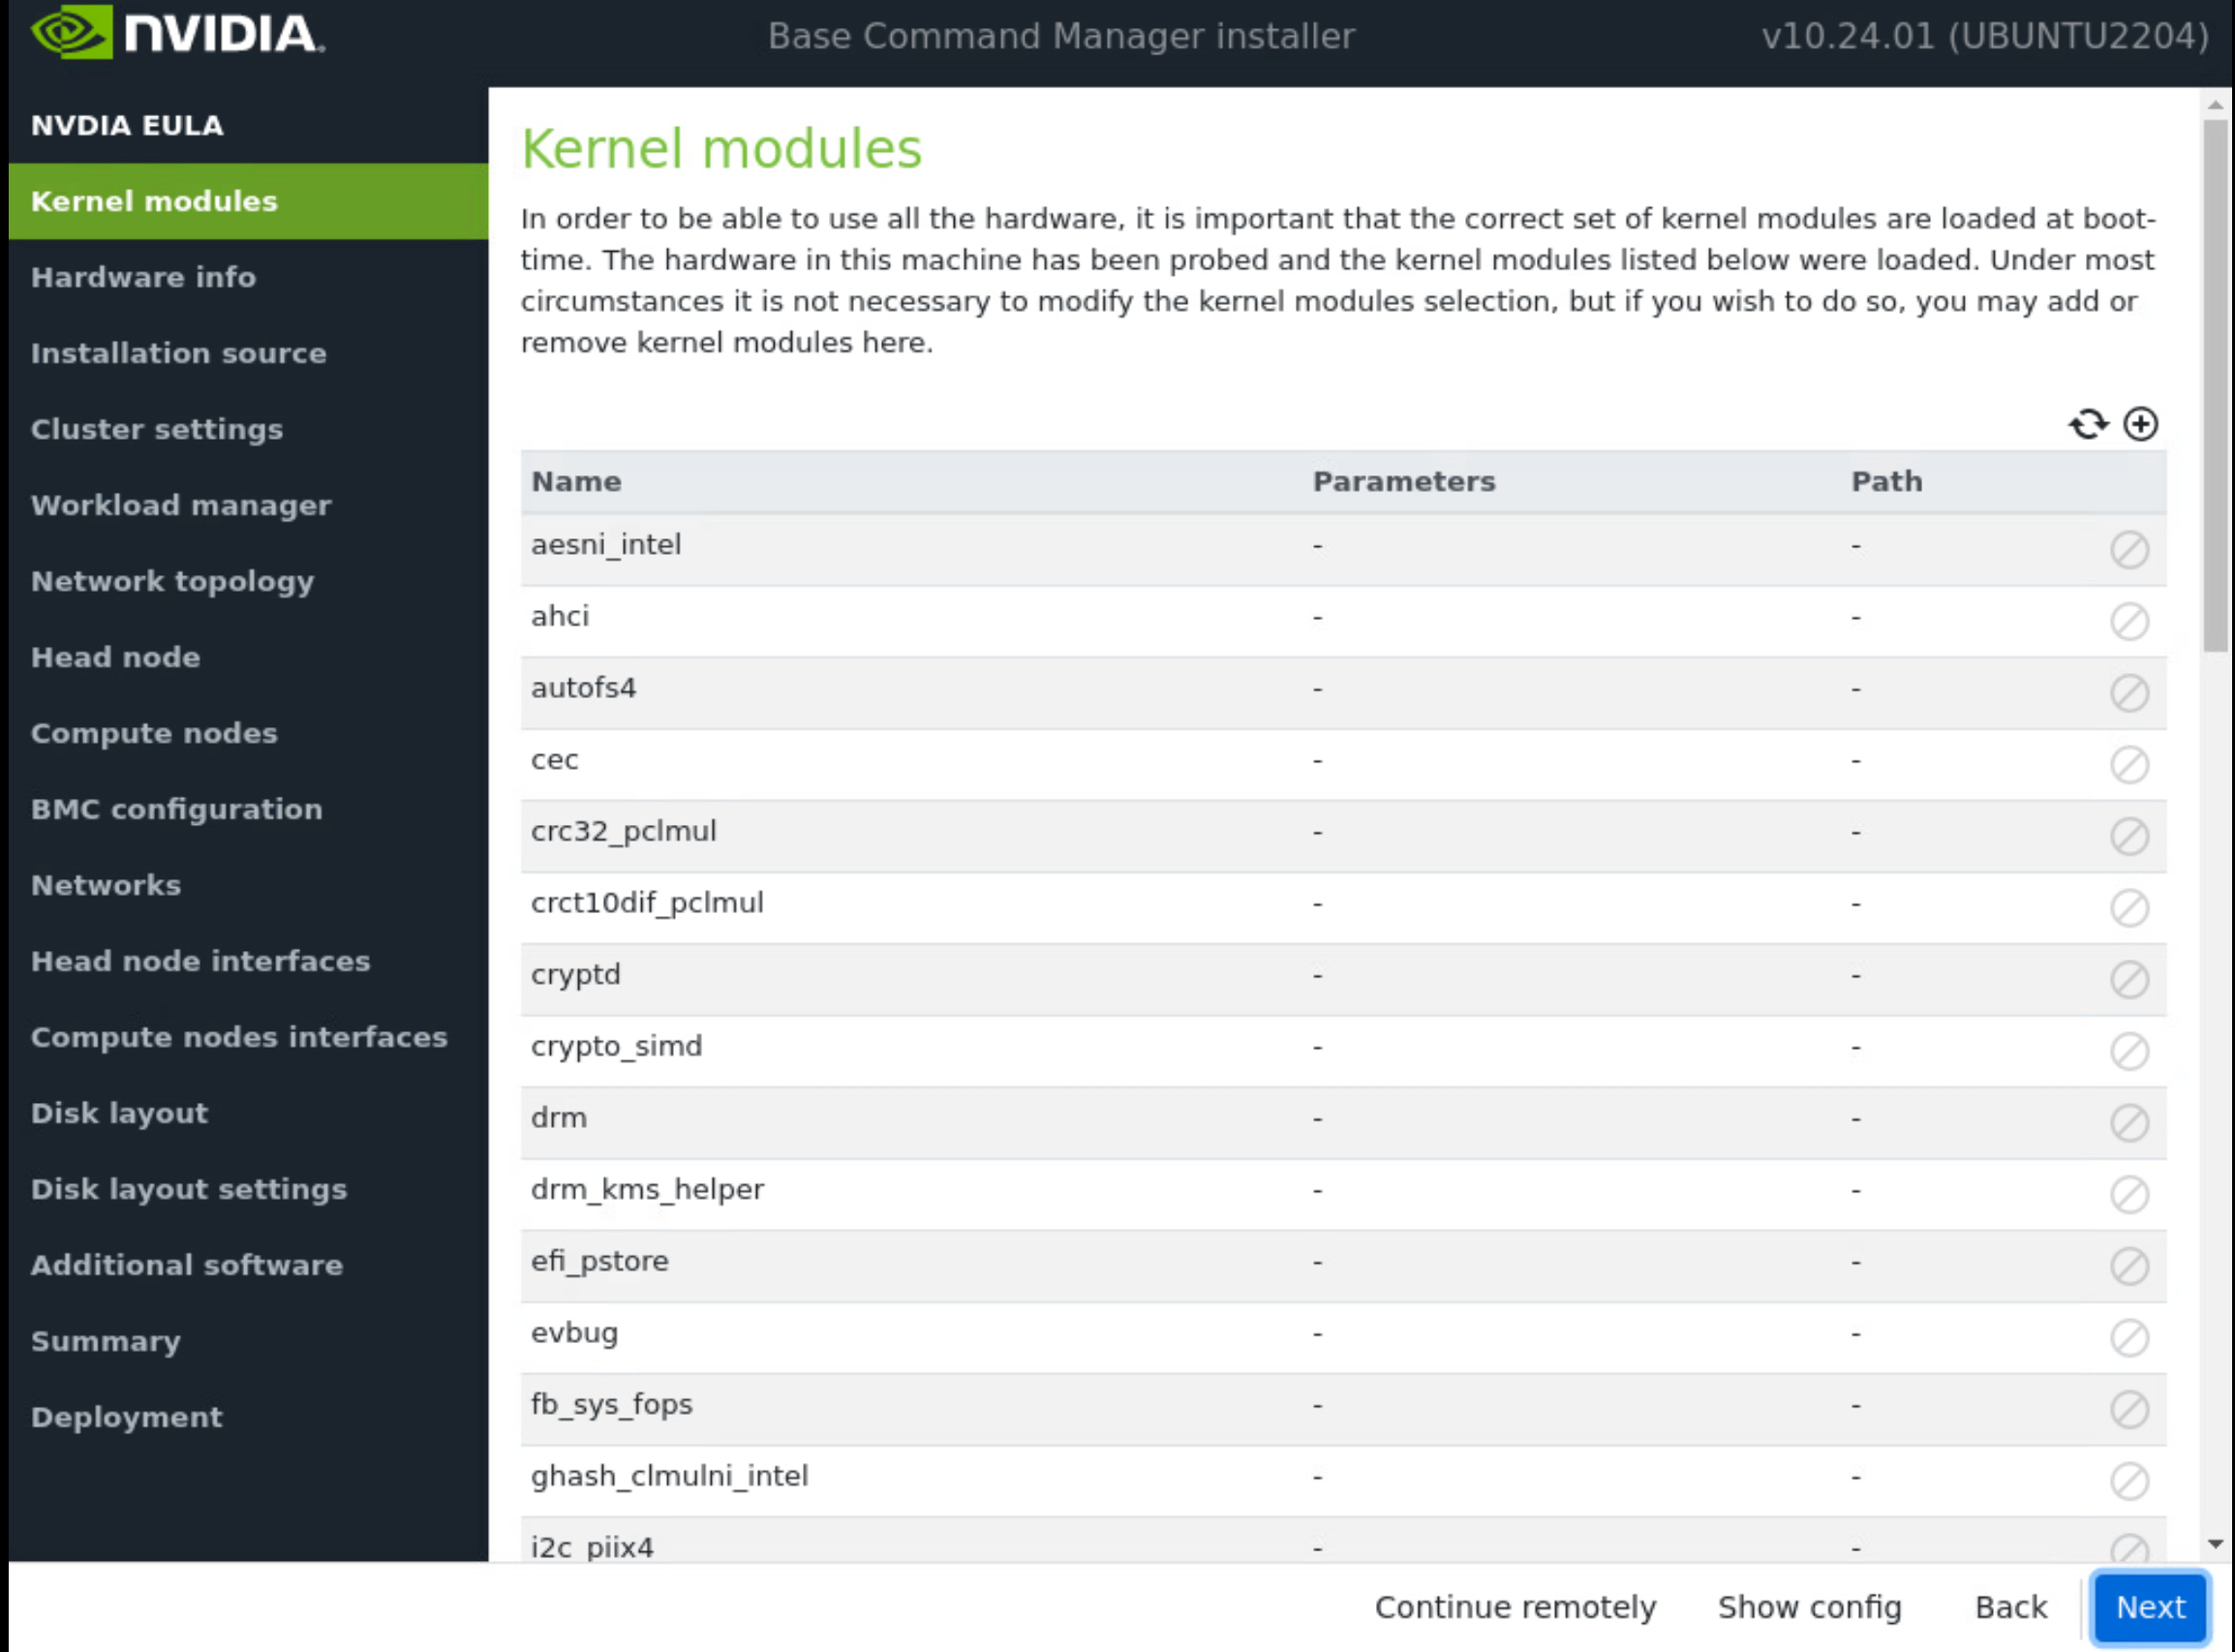 NVIDIA.
Base Command Manager installer
v10.24.01 (UBUNTU2204)
NVDIA EULA
Kernel modules
Hardware info
Installation source
Cluster settings
Workload manager
Network topology
Head node
Compute nodes
BMC configuration
Networks
Head node interfaces
Compute nodes interfaces
Disk layout
Disk layout settings
Additional software
Summary
Deployment
Kernel modules
In order to be able to use all the hardware, it is important that the correct set of kernel modules are loaded at boot-
time. The hardware in this machine has been probed and the kernel modules listed below were loaded. Under most
circumstances it is not necessary to modify the kernel modules selection, but if you wish to do so, you may add or
remove kernel modules here.
Name Parameters Path
aesni_intel - -
ahci - -
autofs4 - -
cec - -
crc32_pclmul - -
crct10dif_pclmul - -
cryptd - -
crypto_simd - -
drm - -
drm_kms_helper - -
efi_pstore - -
evbug - -
fb_sys_fops - -
ghash_clmulni_intel - -
i2c_piix4 - -
Continue remotely Show config Back Next